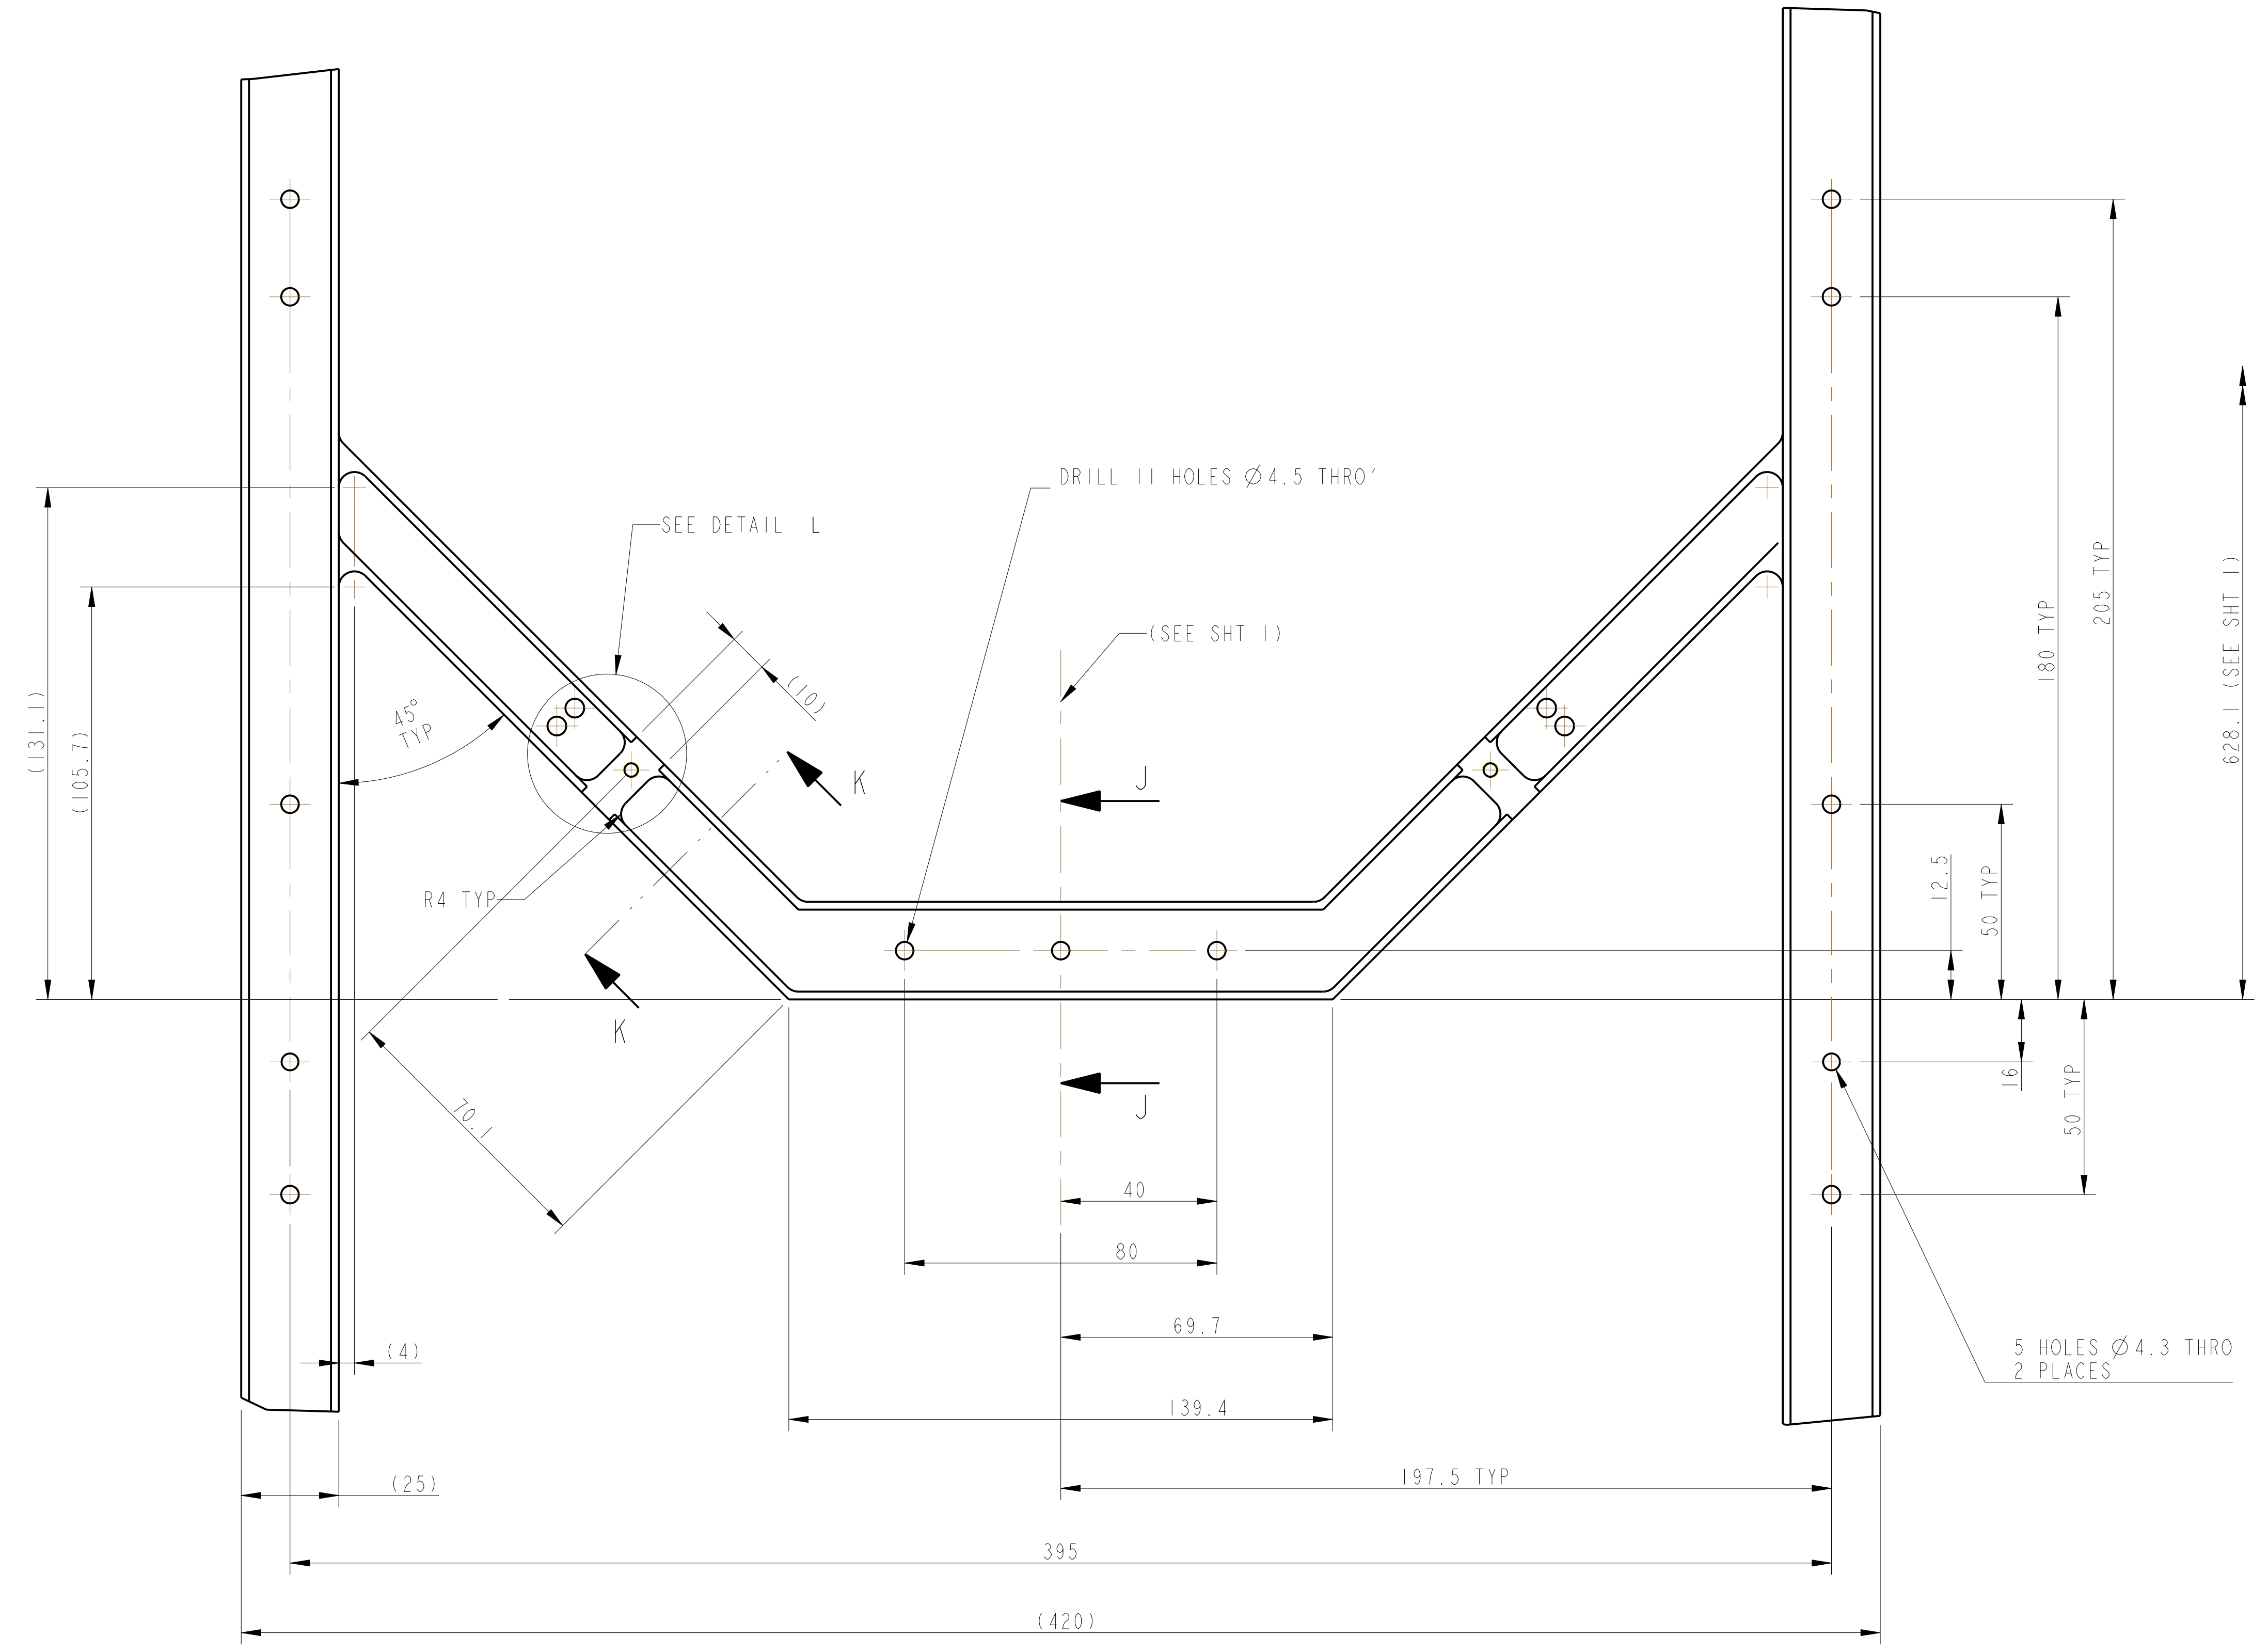 DRILL 11 HOLES Ø4.5 THRO'
SEE DETAIL L
(SEE SHT 1)
205 TYP
180 TYP
628.1 (SEE SHT 1)
(10)
(131.1)
(105.7)
45°
TYP
K
J
12.5
50 TYP
R4 TYP
K
J
16
50 TYP
70.1
40
80
69.7
(4)
5 HOLES Ø4.3 THRO
2 PLACES
139.4
(25)
197.5 TYP
395
(420)